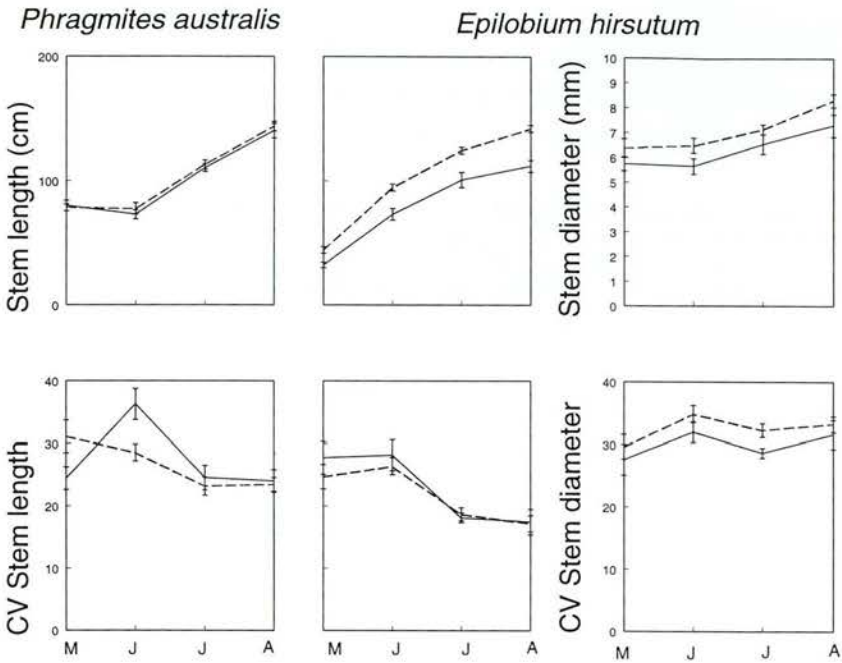 Phragmites australis
Epilobium hirsutum
Stem length (cm)
200
100
0
Stem diameter (mm)
10
9
8
7
6
5
4
3
2
1
0
CV Stem length
40
30
20
10
0
M J J A
M J J A
CV Stem diameter
40
30
20
10
0
M J J A